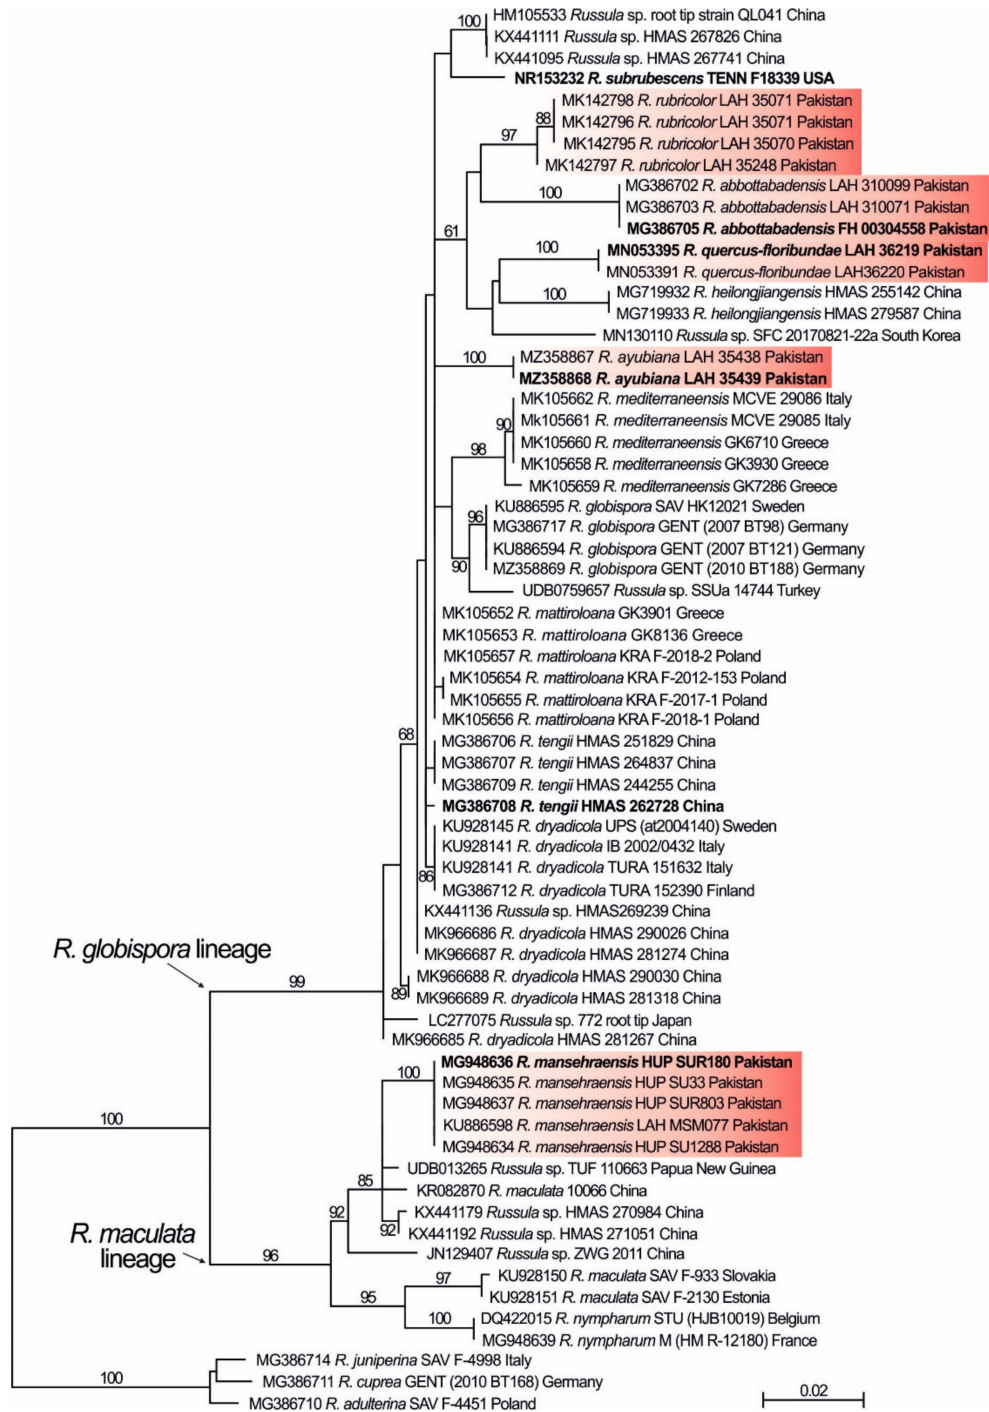 HM105533 Russula sp. root tip strain QL041 China
100
KX441111 Russula sp. HMAS 267826 China
KX441095 Russula sp. HMAS 267741 China
NR153232 R. subrubescens TENN F18339 USA
MK142798 R. rubricolor LAH 35071 Pakistan
88
MK142796 R. rubricolor LAH 35071 Pakistan
97
MK142795 R. rubricolor LAH 35070 Pakistan
MK142797 R. rubricolor LAH 35248 Pakistan
MG386702 R. abbottabadensis LAH 310099 Pakistan
100
MG386703 R. abbottabadensis LAH 310071 Pakistan
61
MG386705 R. abbottabadensis FH 00304558 Pakistan
100
MN053395 R. quercus-floribundae LAH 36219 Pakistan
MN053391 R. quercus-floribundae LAH36220 Pakistan
100
MG719932 R. heilongjiangensis HMAS 255142 China
MG719933 R. heilongjiangensis HMAS 279587 China
MN130110 Russula sp. SFC 20170821-22a South Korea
100
MZ358867 R. ayubiana LAH 35438 Pakistan
MZ358868 R. ayubiana LAH 35439 Pakistan
MK105662 R. mediterraneensis MCVE 29086 Italy
90
Mk105661 R. mediterraneensis MCVE 29085 Italy
98
MK105660 R. mediterraneensis GK6710 Greece
MK105658 R. mediterraneensis GK3930 Greece
MK105659 R. mediterraneensis GK7286 Greece
KU886595 R. globispora SAV HK12021 Sweden
96
MG386717 R. globispora GENT (2007 BT98) Germany
KU886594 R. globispora GENT (2007 BT121) Germany
90
MZ358869 R. globispora GENT (2010 BT188) Germany
UDB0759657 Russula sp. SSUa 14744 Turkey
MK105652 R. mattiroloana GK3901 Greece
MK105653 R. mattiroloana GK8136 Greece
MK105657 R. mattiroloana KRA F-2018-2 Poland
MK105654 R. mattiroloana KRA F-2012-153 Poland
MK105655 R. mattiroloana KRA F-2017-1 Poland
MK105656 R. mattiroloana KRA F-2018-1 Poland
68
MG386706 R. tengii HMAS 251829 China
MG386707 R. tengii HMAS 264837 China
MG386709 R. tengii HMAS 244255 China
MG386708 R. tengii HMAS 262728 China
KU928145 R. dryadicola UPS (at2004140) Sweden
KU928141 R. dryadicola IB 2002/0432 Italy
KU928141 R. dryadicola TURA 151632 Italy
86
MG386712 R. dryadicola TURA 152390 Finland
KX441136 Russula sp. HMAS269239 China
MK966686 R. dryadicola HMAS 290026 China
R. globispora lineage
MK966687 R. dryadicola HMAS 281274 China
99
MK966688 R. dryadicola HMAS 290030 China
89
MK966689 R. dryadicola HMAS 281318 China
LC277075 Russula sp. 772 root tip Japan
MK966685 R. dryadicola HMAS 281267 China
MG948636 R. mansehraensis HUP SUR180 Pakistan
100
MG948635 R. mansehraensis HUP SU33 Pakistan
MG948637 R. mansehraensis HUP SUR803 Pakistan
100
KU886598 R. mansehraensis LAH MSM077 Pakistan
MG948634 R. mansehraensis HUP SU1288 Pakistan
UDB013265 Russula sp. TUF 110663 Papua New Guinea
85
KR082870 R. maculata 10066 China
92
KX441179 Russula sp. HMAS 270984 China
92
KX441192 Russula sp. HMAS 271051 China
R. maculata
lineage
96
JN129407 Russula sp. ZWG 2011 China
97
KU928150 R. maculata SAV F-933 Slovakia
95
KU928151 R. maculata SAV F-2130 Estonia
100
DQ422015 R. nympharum STU (HJB10019) Belgium
MG948639 R. nympharum M (HM R-12180) France
MG386714 R. juniperina SAV F-4998 Italy
100
MG386711 R. cuprea GENT (2010 BT168) Germany
MG386710 R. adulterina SAV F-4451 Poland
0.02